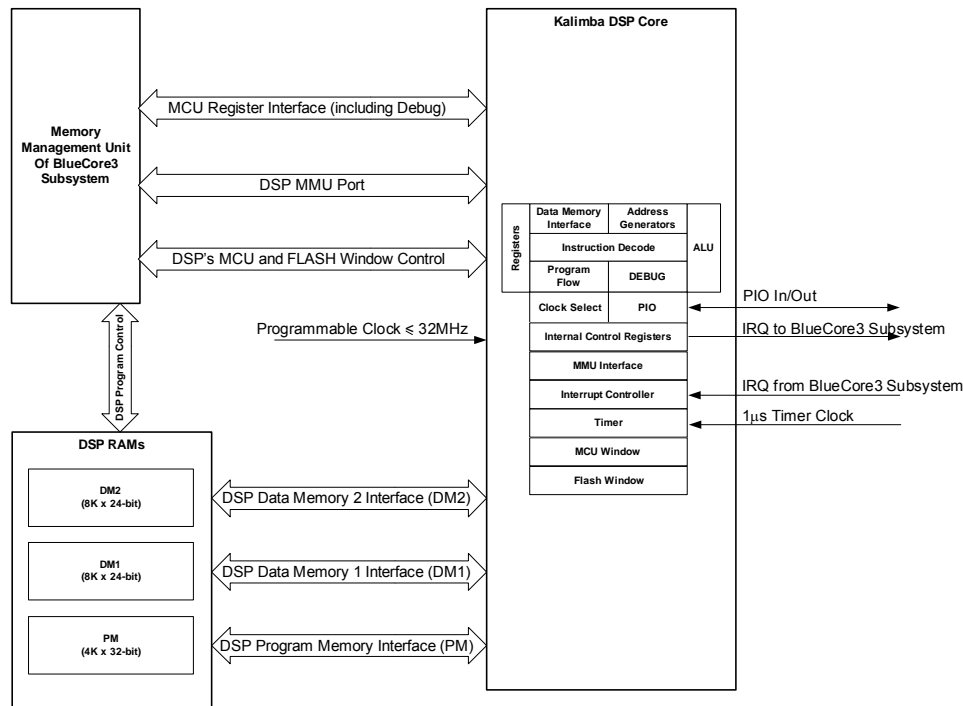 Kalimba DSP Core
Memory
Management Unit
Of BlueCore3
Subsystem
MCU Register Interface (including Debug)
DSP MMU Port
DSP's MCU and FLASH Window Control
Programmable Clock ⩽ 32MHz
Registers
Data Memory
Interface
Address
Generators
ALU
Instruction Decode
Program
Flow
DEBUG
Clock Select
PIO
Internal Control Registers
MMU Interface
Interrupt Controller
Timer
MCU Window
Flash Window
PIO In/Out
IRQ to BlueCore3 Subsystem
IRQ from BlueCore3 Subsystem
1μs Timer Clock
DSP Program Control
DSP RAMs
DM2
(8K x 24-bit)
DM1
(8K x 24-bit)
PM
(4K x 32-bit)
DSP Data Memory 2 Interface (DM2)
DSP Data Memory 1 Interface (DM1)
DSP Program Memory Interface (PM)